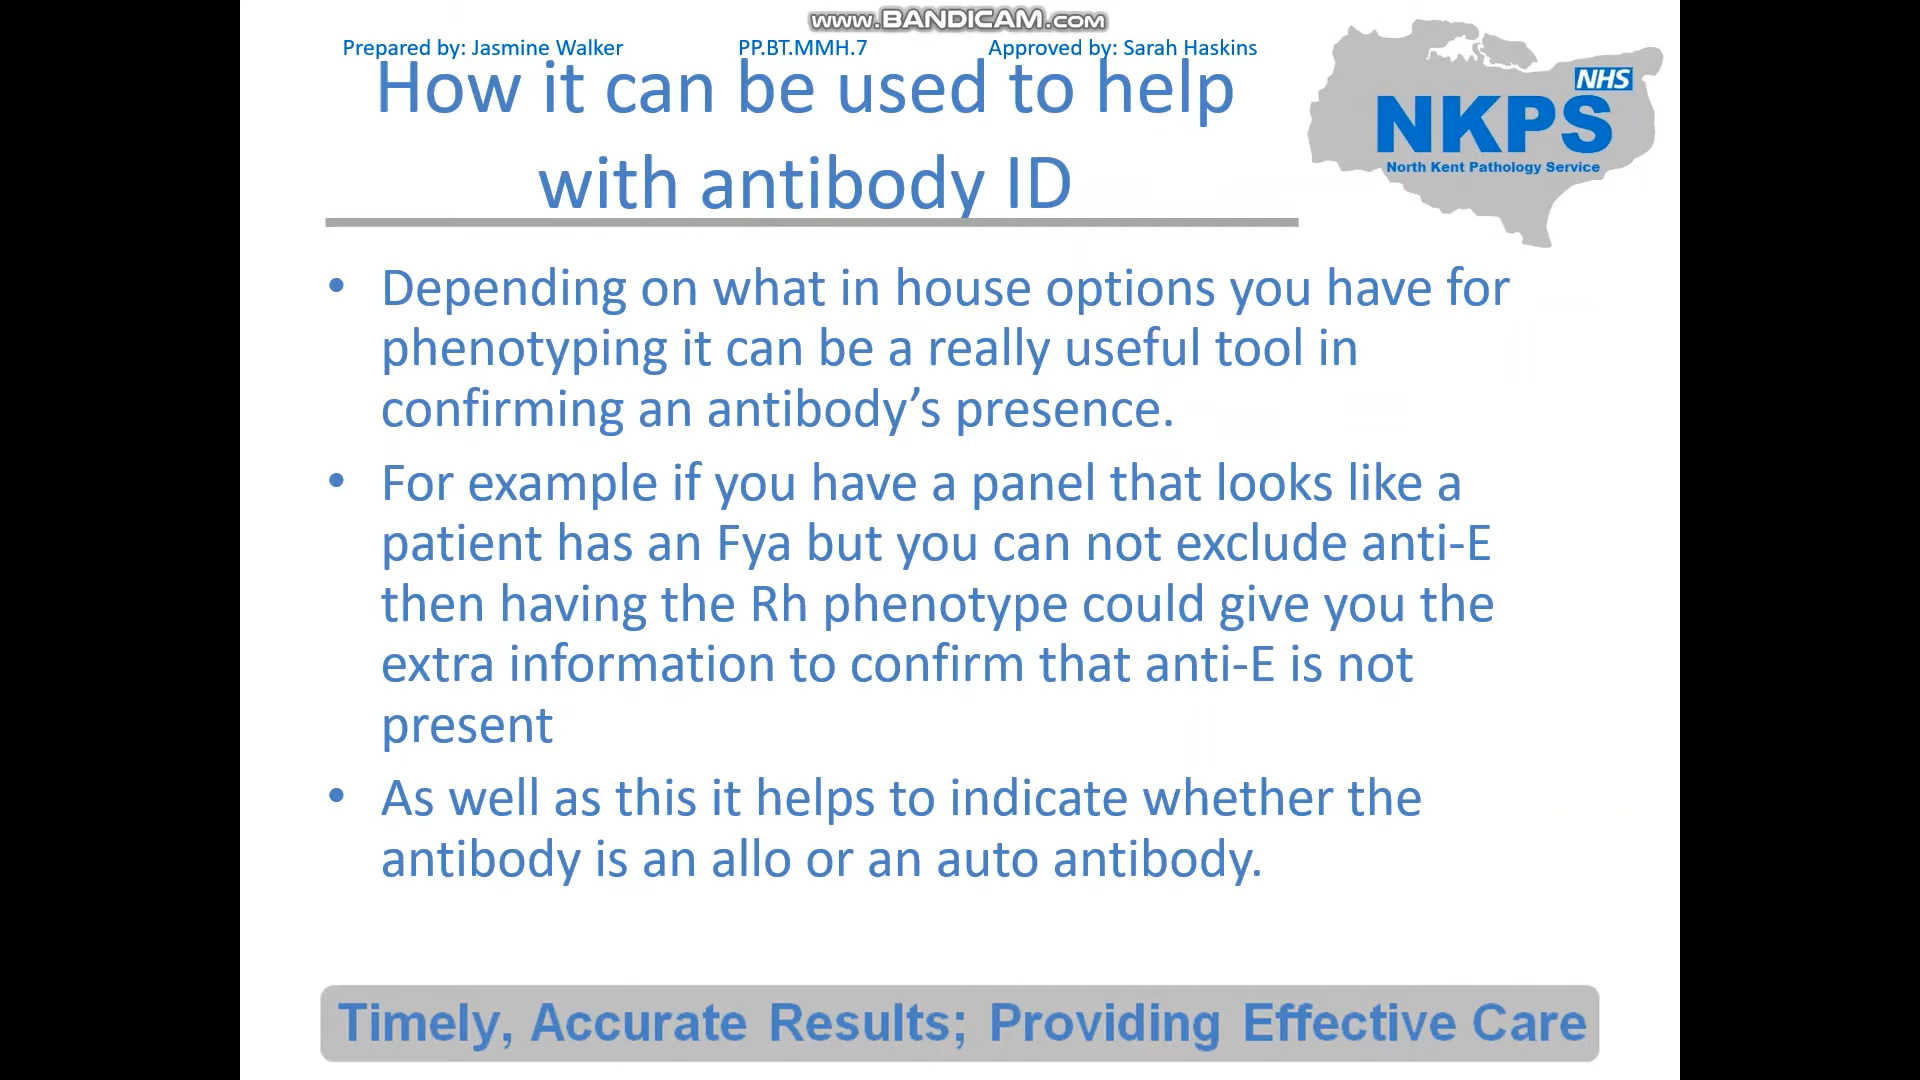 www.BANDICAM.com
Prepared by: Jasmine Walker PP.BT.MMH.7 Approved by: Sarah Haskins
How it can be used to help
with antibody ID
NHS
NKPS
North Kent Pathology Service
• Depending on what in house options you have for
phenotyping it can be a really useful tool in
confirming an antibody’s presence.
• For example if you have a panel that looks like a
patient has an Fya but you can not exclude anti-E
then having the Rh phenotype could give you the
extra information to confirm that anti-E is not
present
• As well as this it helps to indicate whether the
antibody is an allo or an auto antibody.
Timely, Accurate Results; Providing Effective Care